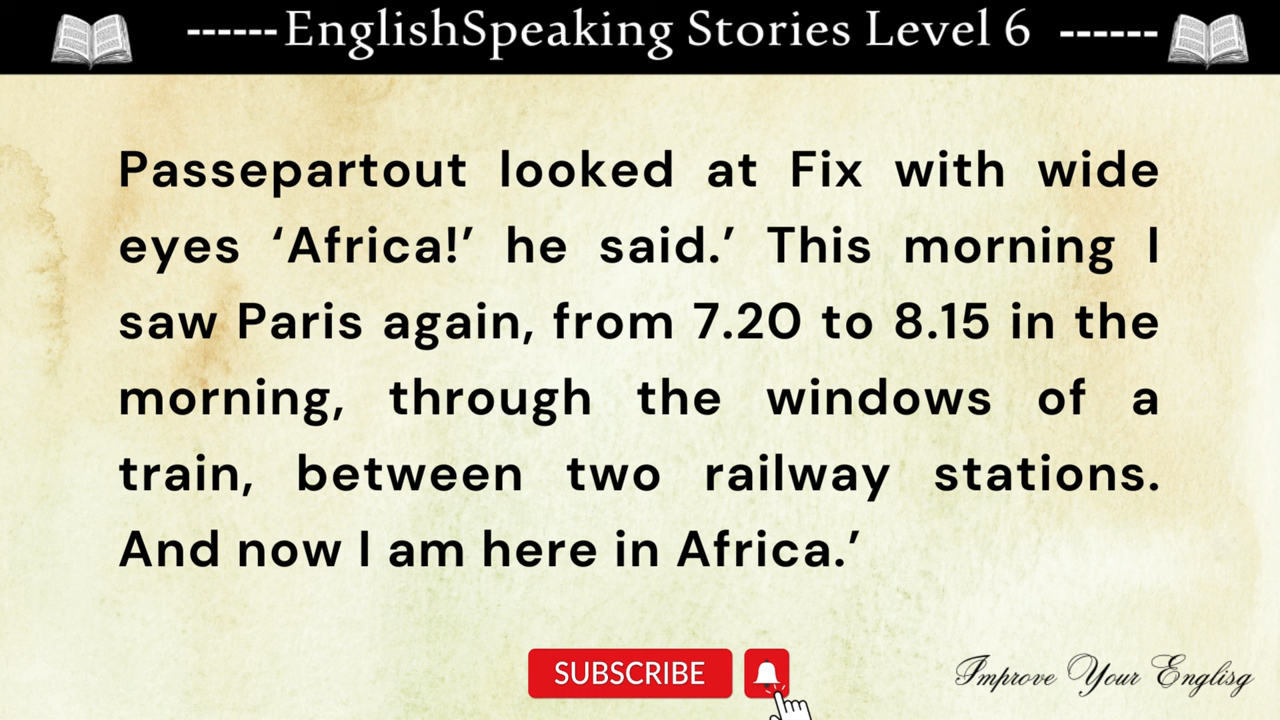 ------EnglishSpeaking Stories Level 6 ------
Passepartout looked at Fix with wide
eyes ‘Africa!’ he said.’ This morning I
saw Paris again, from 7.20 to 8.15 in the
morning, through the windows of a
train, between two railway stations.
And now I am here in Africa.’
SUBSCRIBE
Improve Your Englisg